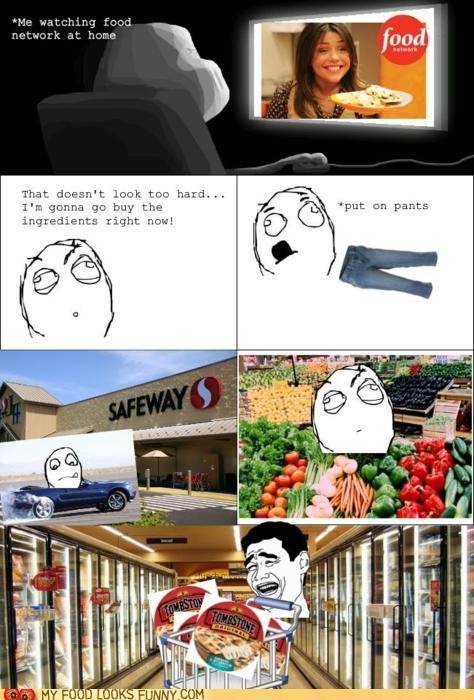 *Me watching food
network at home
food
network
That doesn't look too hard...
I'm gonna go buy the
ingredients right now!
*put on pants
SAFEWAY
TOMBSTONE
TOMBSTONE
ORIGINAL
MY FOOD LOOKS FUNNY.COM